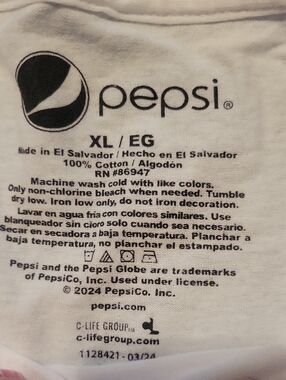 pepsi®
XL / EG
Made in El Salvador / Hecho en El Salvador
100% Cotton / Algodón
RN #86947
Machine wash cold with like colors.
Only non-chlorine bleach when needed. Tumble
dry low. Iron low only, do not iron decoration.
Lavar en agua fria con colores similares. Use
blanqueador sin cloro solo cuando sea necesario.
Secar en secadora a baja temperatura. Planchar a
baja temperatura, no planchar el estampado.
Pepsi and the Pepsi Globe are trademarks
of PepsiCo, Inc. Used under license.
© 2024 PepsiCo, Inc.
pepsi.com
C-LIFE GROUP
c-lifegroup.com
1128421 - 03/24